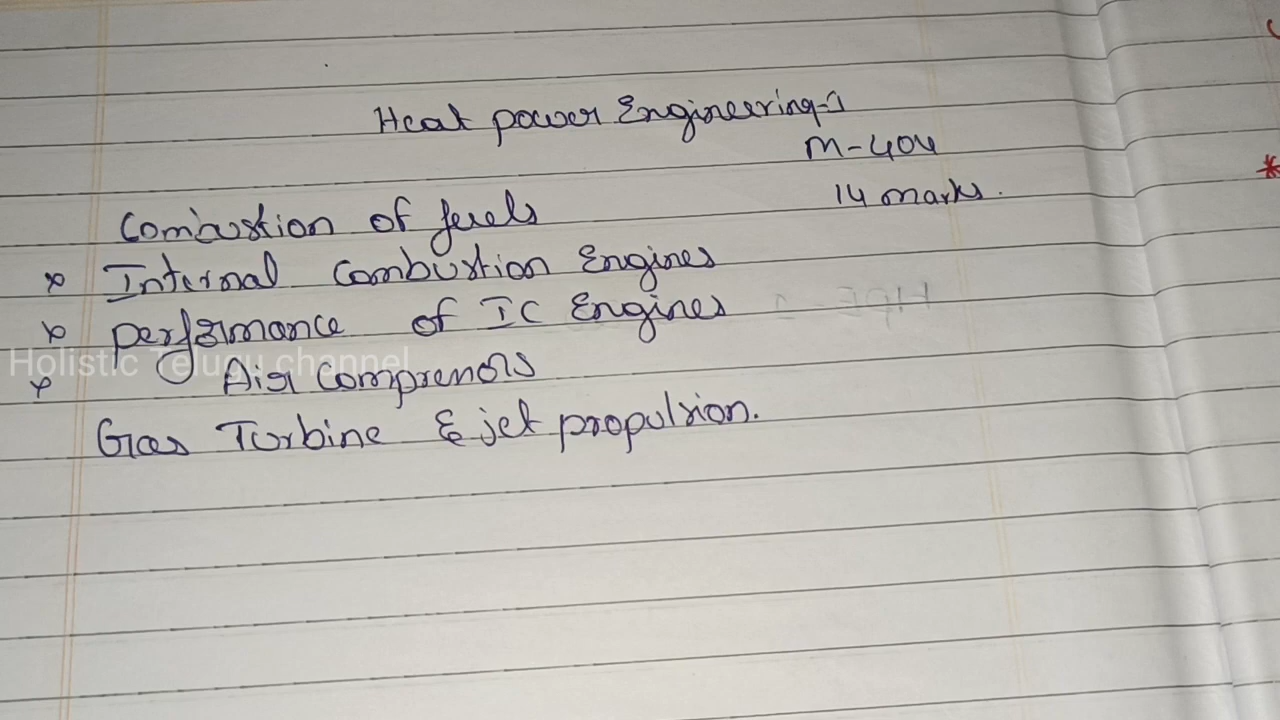 Heat power Engineering-1
M-404
14 marks.
Combustion of fuels
* Internal Combustion Engines
* performance of IC Engines
Holistic Telugu channel
* Air compressors
Gas Turbine & jet propulsion.